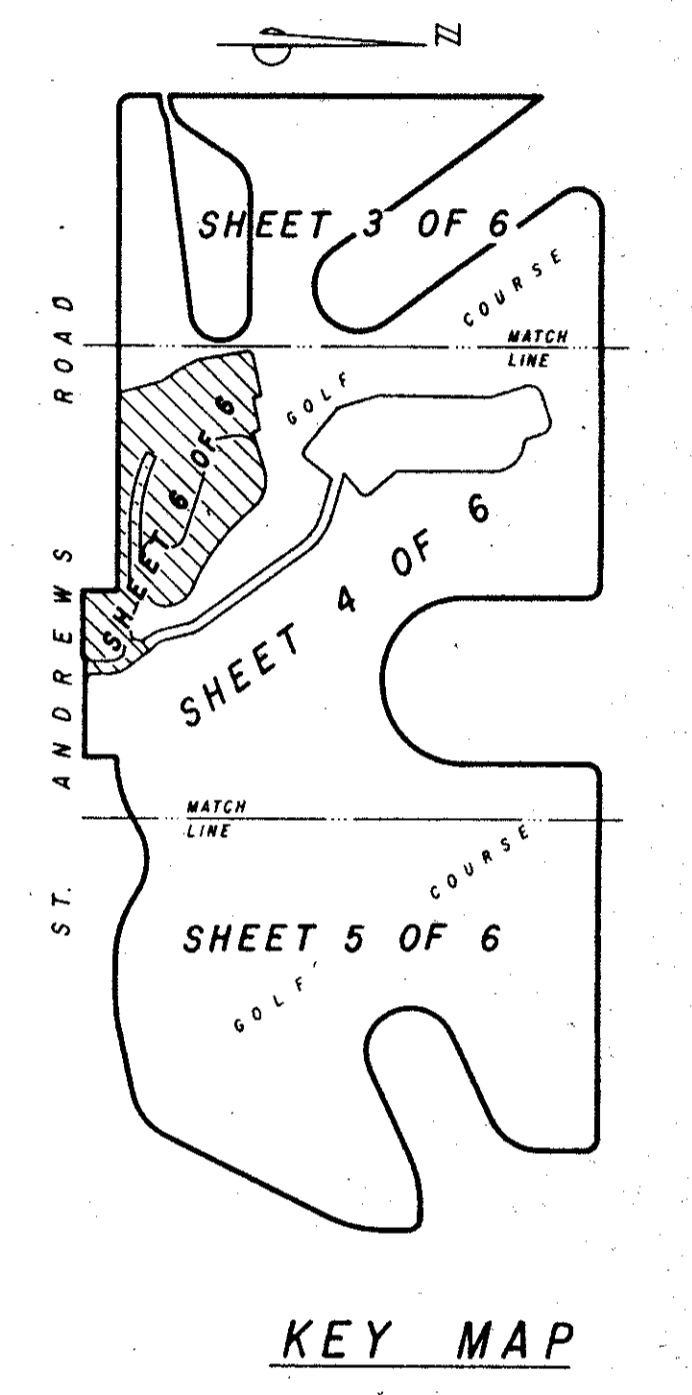 N
SHEET 3 OF 6
COURSE
MATCH
LINE
GOLF
SHEET 6 OF 6
SHEET 4 OF 6
ST. ANDREWS ROAD
MATCH
LINE
COURSE
SHEET 5 OF 6
GOLF
KEY MAP